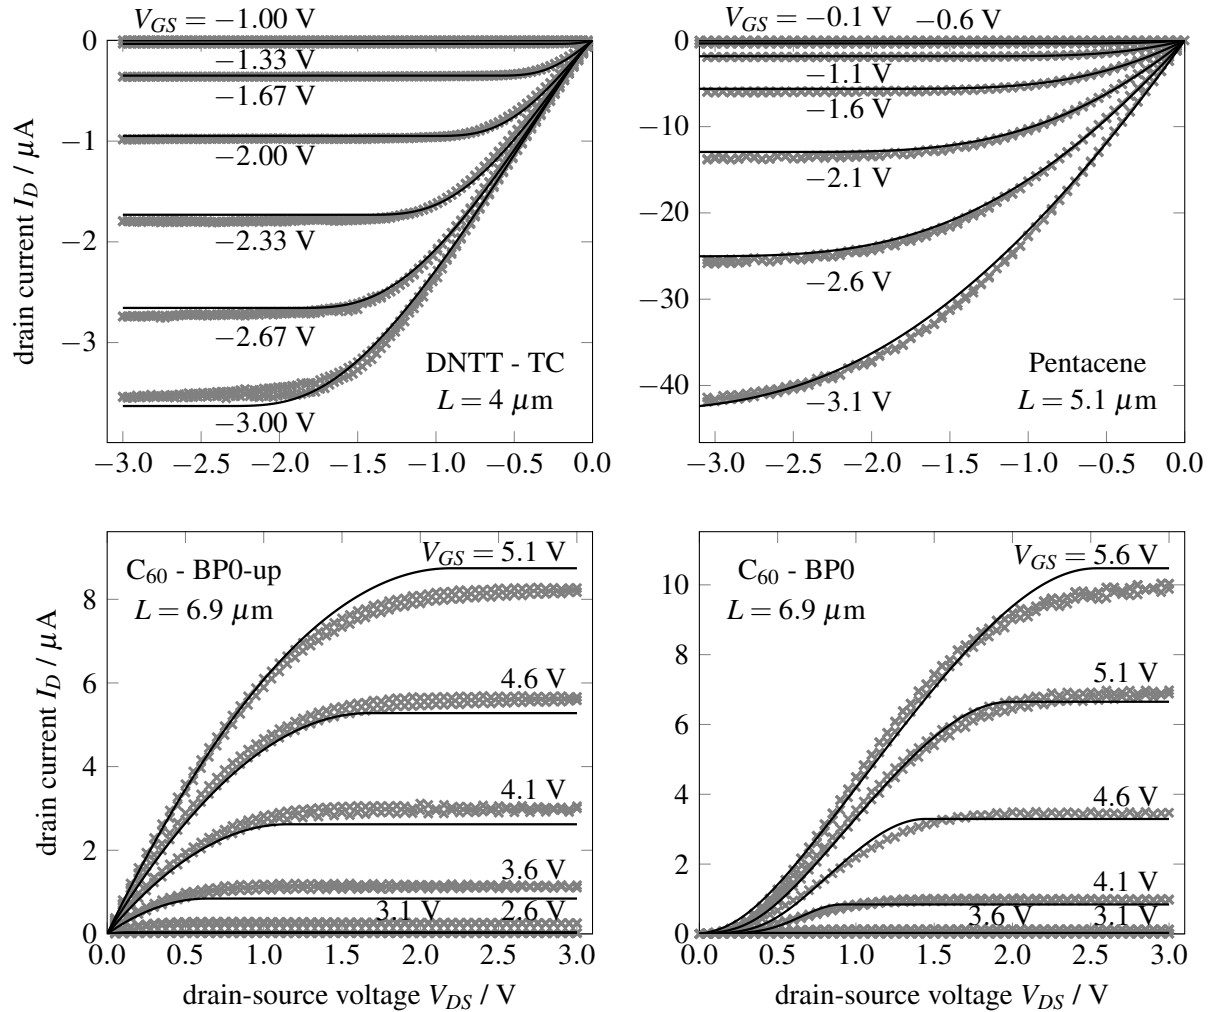 V_GS = −1.00 V
0
−1.33 V
−1.67 V
−1
−2.00 V
−2.33 V
−2
−2.67 V
−3
−3.00 V
drain current I_D / μA
DNTT - TC
L = 4 μm
−3.0 −2.5 −2.0 −1.5 −1.0 −0.5 0.0
V_GS = −0.1 V −0.6 V
0
−1.1 V
−1.6 V
−10
−2.1 V
−20
−2.6 V
−30
−40
−3.1 V
Pentacene
L = 5.1 μm
−3.0 −2.5 −2.0 −1.5 −1.0 −0.5 0.0
C60 - BP0-up
L = 6.9 μm
V_GS = 5.1 V
8
4.6 V
6
4
4.1 V
2
3.6 V
3.1 V 2.6 V
0
drain current I_D / μA
0.0 0.5 1.0 1.5 2.0 2.5 3.0
drain-source voltage V_DS / V
C60 - BP0
L = 6.9 μm
V_GS = 5.6 V
10
8
5.1 V
6
4
4.6 V
2
4.1 V
3.6 V 3.1 V
0
0.0 0.5 1.0 1.5 2.0 2.5 3.0
drain-source voltage V_DS / V